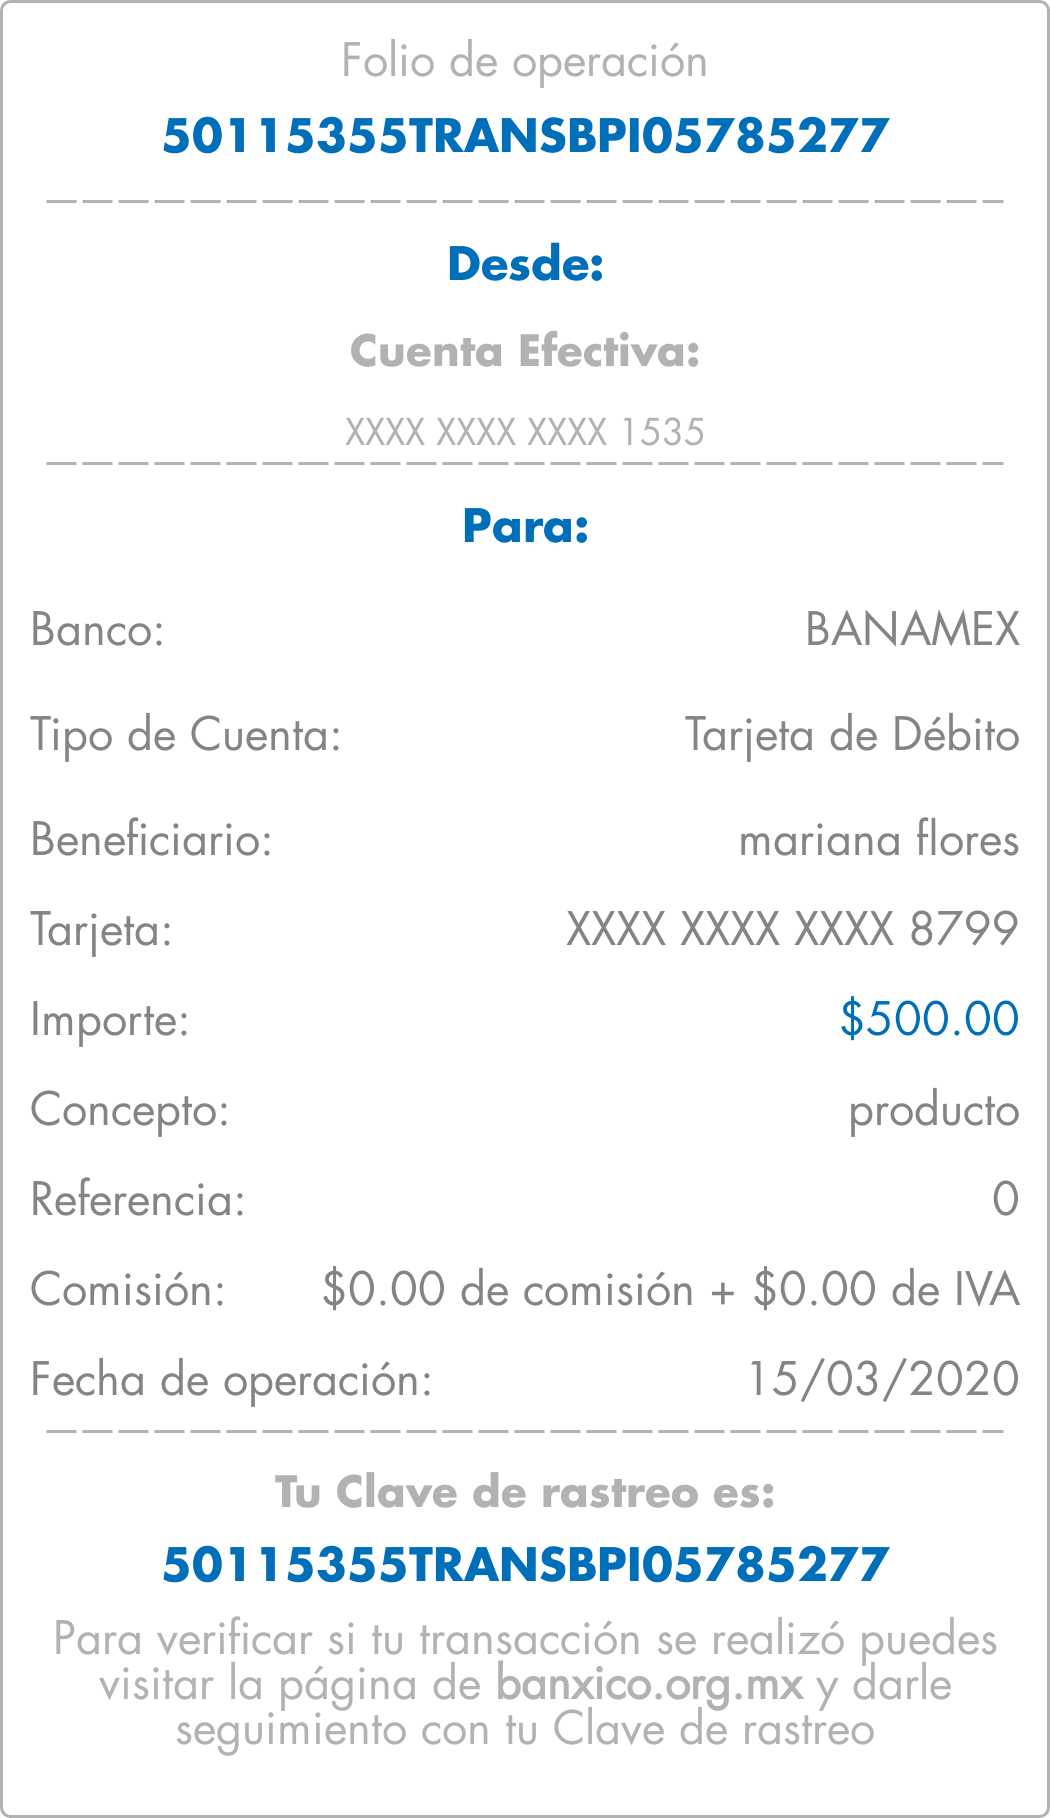 Folio de operación
50115355TRANSBPI05785277
Desde:
Cuenta Efectiva:
XXXX XXXX XXXX 1535
Para:
Banco: BANAMEX
Tipo de Cuenta: Tarjeta de Débito
Beneficiario: mariana flores
Tarjeta: XXXX XXXX XXXX 8799
Importe: $500.00
Concepto: producto
Referencia: 0
Comisión: $0.00 de comisión + $0.00 de IVA
Fecha de operación: 15/03/2020
Tu Clave de rastreo es:
50115355TRANSBPI05785277
Para verificar si tu transacción se realizó puedes
visitar la página de banxico.org.mx y darle
seguimiento con tu Clave de rastreo